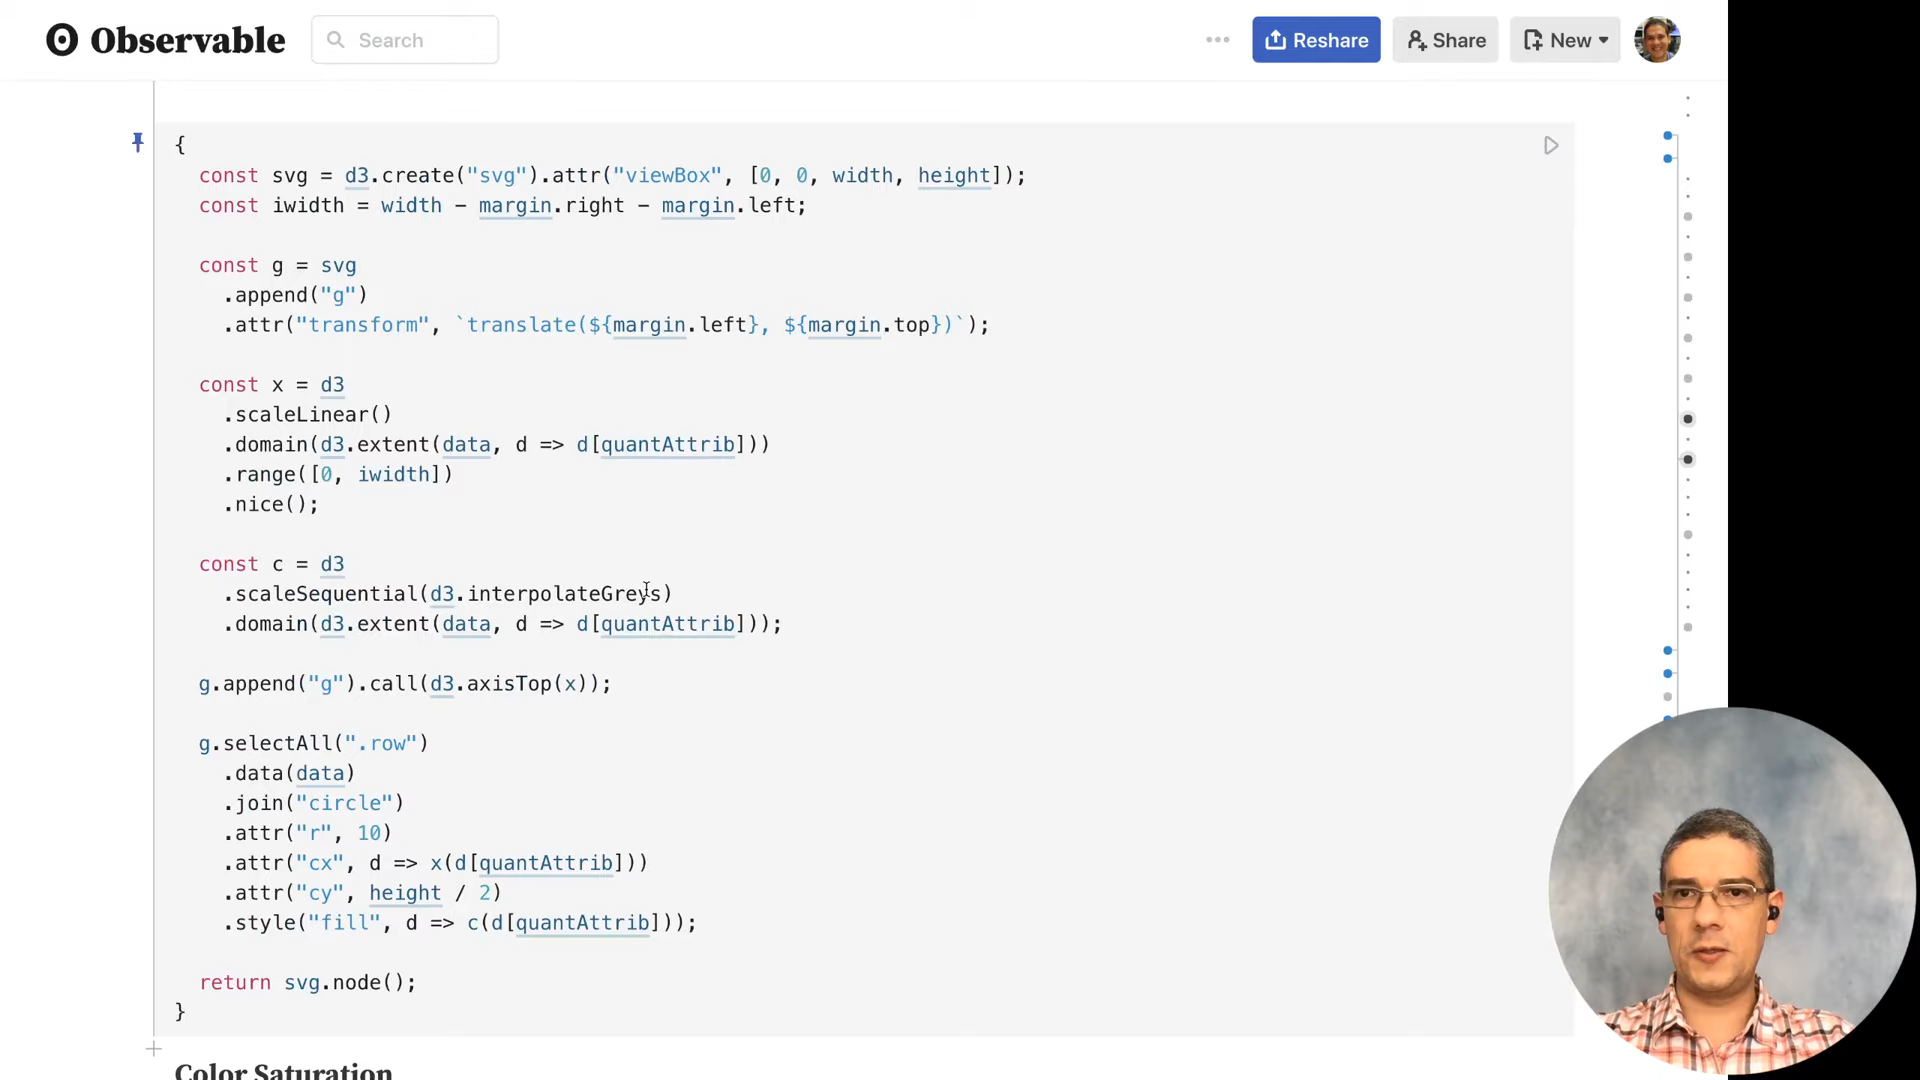 Observable
Search
Reshare
Share
New
{
const svg = d3.create("svg").attr("viewBox", [0, 0, width, height]);
const iwidth = width - margin.right - margin.left;
const g = svg
.append("g")
.attr("transform", `translate(${margin.left}, ${margin.top})`);
const x = d3
.scaleLinear()
.domain(d3.extent(data, d => d[quantAttrib]))
.range([0, iwidth])
.nice();
const c = d3
.scaleSequential(d3.interpolateGreys)
.domain(d3.extent(data, d => d[quantAttrib]));
g.append("g").call(d3.axisTop(x));
g.selectAll(".row")
.data(data)
.join("circle")
.attr("r", 10)
.attr("cx", d => x(d[quantAttrib]))
.attr("cy", height / 2)
.style("fill", d => c(d[quantAttrib]));
return svg.node();
}
Color Saturation